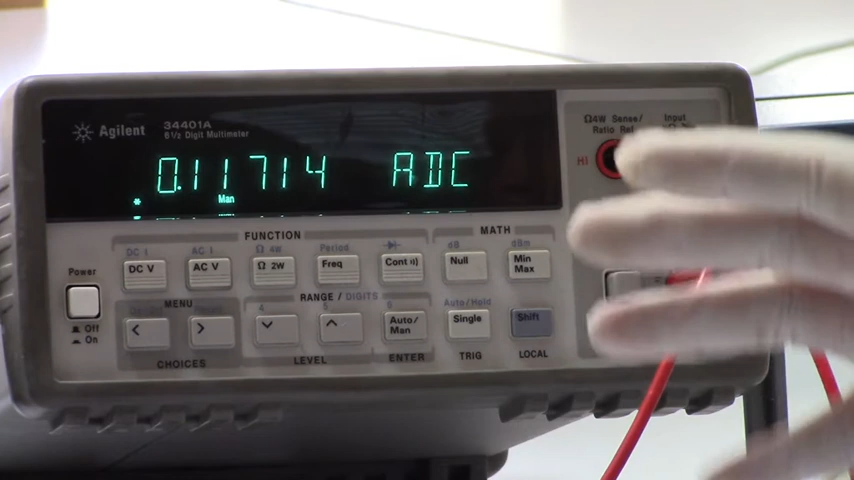 Agilent 34401A
6½ Digit Multimeter
0.11714 ADC
*
Man
Ω4W Sense/
Ratio Ref
Input
HI
FUNCTION
MATH
DC I
AC I
Ω 4W
Period
dB
dBm
DC V
AC V
Ω 2W
Freq
Cont
Null
Min
Max
Power
Off
On
MENU
RANGE / DIGITS
Auto/Hold
4
5
< >
Auto/
Man
Single
Shift
CHOICES
LEVEL
ENTER
TRIG
LOCAL